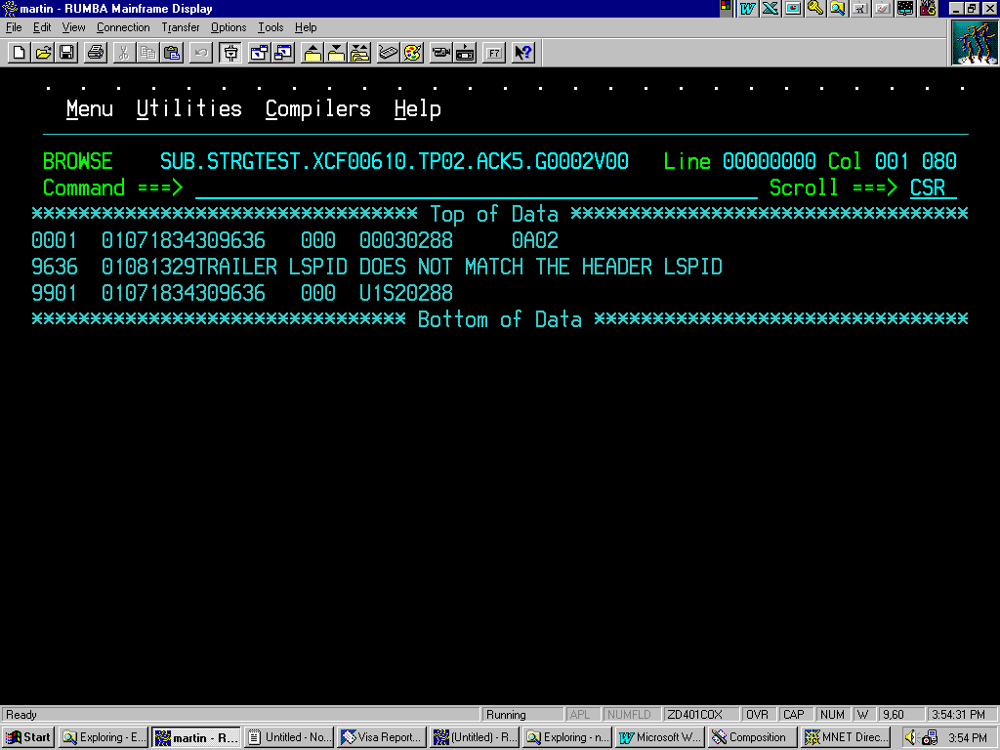 martin - RUMBA Mainframe Display
File Edit View Connection Transfer Options Tools Help
F7
Menu Utilities Compilers Help
BROWSE SUB.STRGTEST.XCF00610.TP02.ACK5.G0002V00 Line 00000000 Col 001 080
Command ===> Scroll ===> CSR
********************************* Top of Data **********************************
0001 01071834309636 000 00030288 0A02
9636 01081329TRAILER LSPID DOES NOT MATCH THE HEADER LSPID
9901 01071834309636 000 U1S20288
******************************** Bottom of Data ********************************
Ready Running APL NUMFLD ZD401COX OVR CAP NUM W 9,60 3:54:31 PM
Start Exploring - E... martin - R... Untitled - No... Visa Report... (Untitled) - R... Exploring - n... Microsoft W... Composition MNET Direc... 3:54 PM